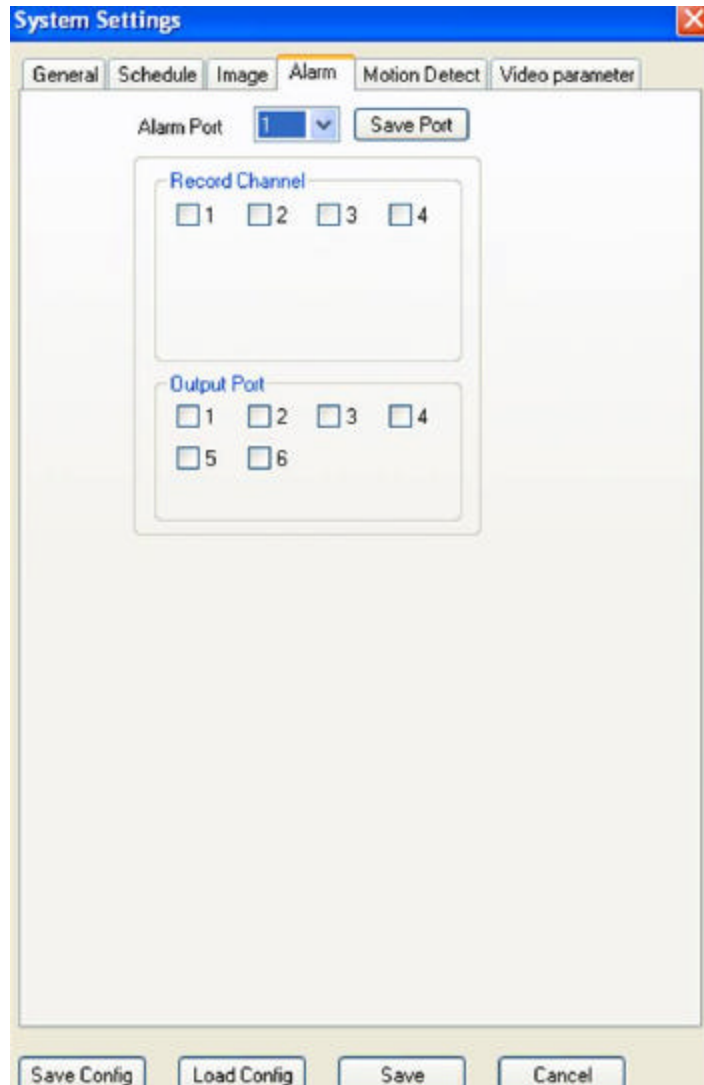 System Settings
General Schedule Image Alarm Motion Detect Video parameter
Alarm Port 1 Save Port
Record Channel
1 2 3 4
Output Port
1 2 3 4
5 6
Save Config Load Config Save Cancel